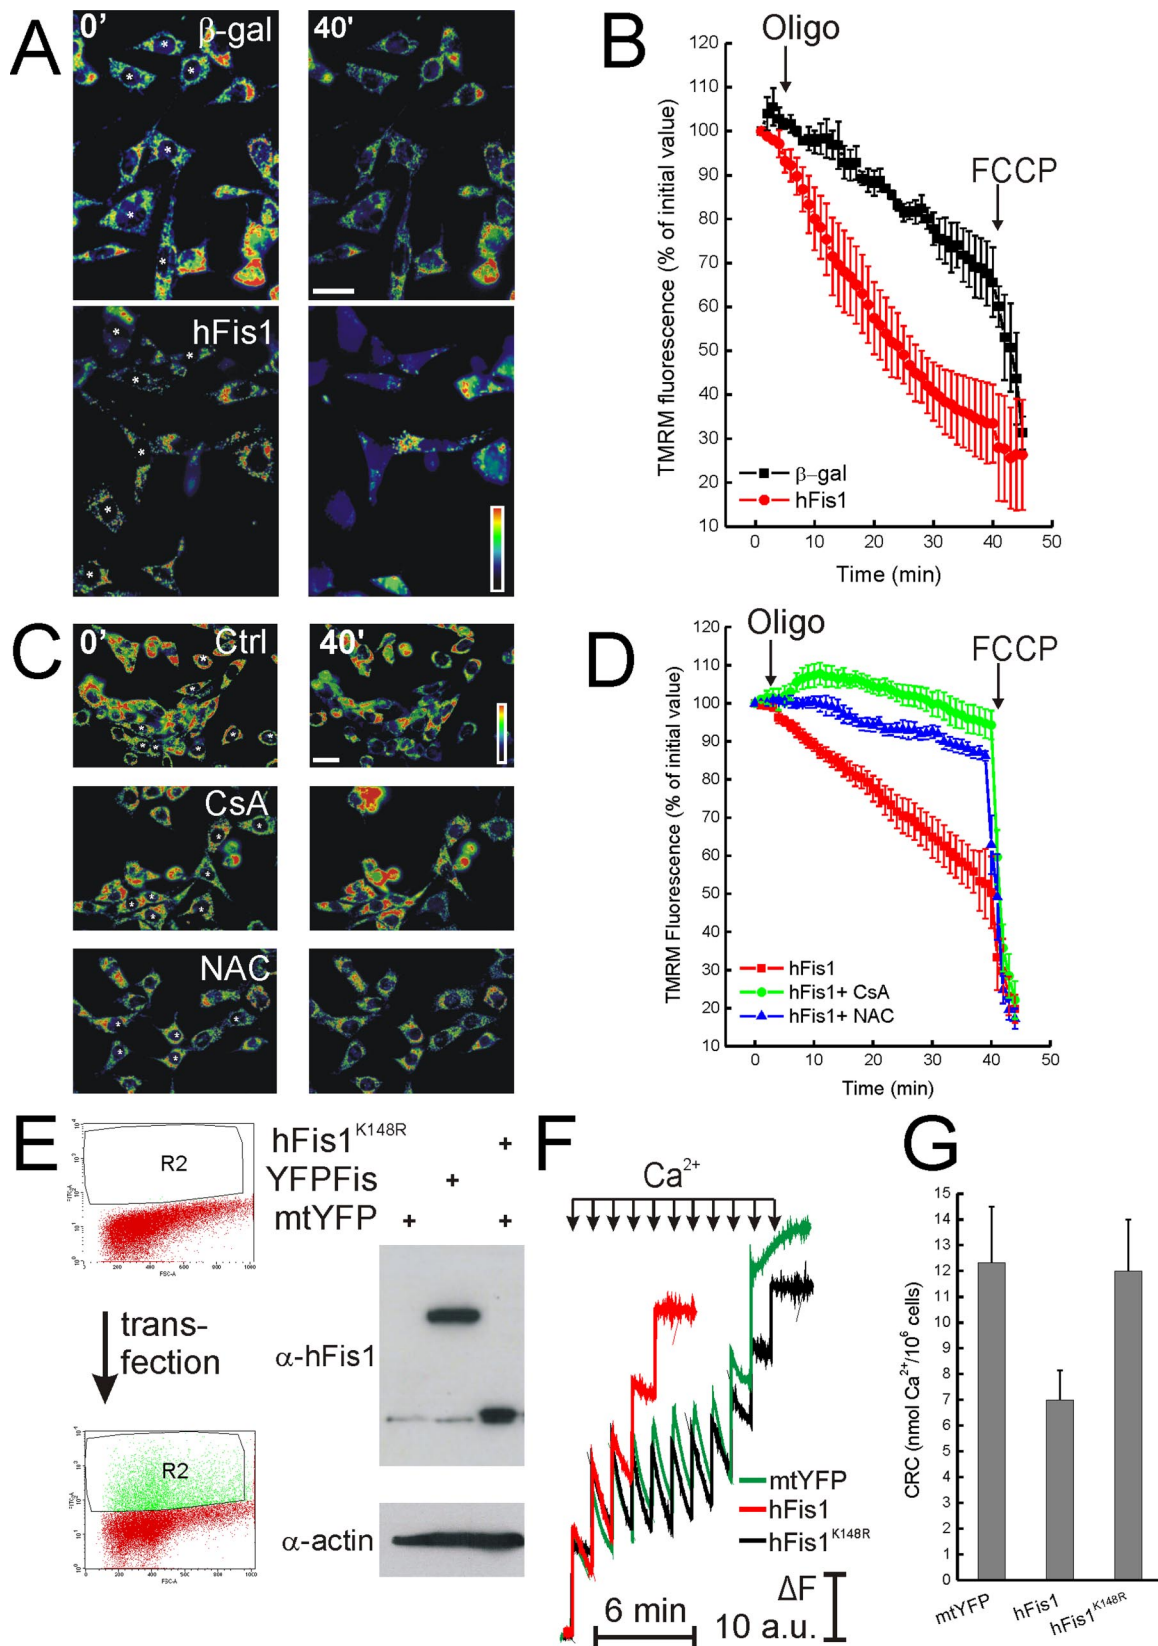 A
0’
β-gal
40’
hFis1
B
Oligo
FCCP
TMRM fluorescence (% of initial value)
120
110
100
90
80
70
60
50
40
30
20
10
β–gal
hFis1
0
10
20
30
40
50
Time (min)
C
0'
Ctrl
40'
CsA
NAC
D
Oligo
FCCP
TMRM Fluorescence (% of initial value)
120
110
100
90
80
70
60
50
40
30
20
10
hFis1
hFis1+ CsA
hFis1+ NAC
0
10
20
30
40
50
Time (min)
E
R2
FSC-A
trans-
fection
R2
FSC-A
hFis1K148R +
YFPFis +
mtYFP + +
α-hFis1
α-actin
F
Ca2+
mtYFP
hFis1
hFis1K148R
6 min
ΔF
10 a.u.
G
CRC (nmol Ca2+/106 cells)
15
14
13
12
11
10
9
8
7
6
5
4
3
2
1
0
mtYFP
hFis1
hFis1K148R